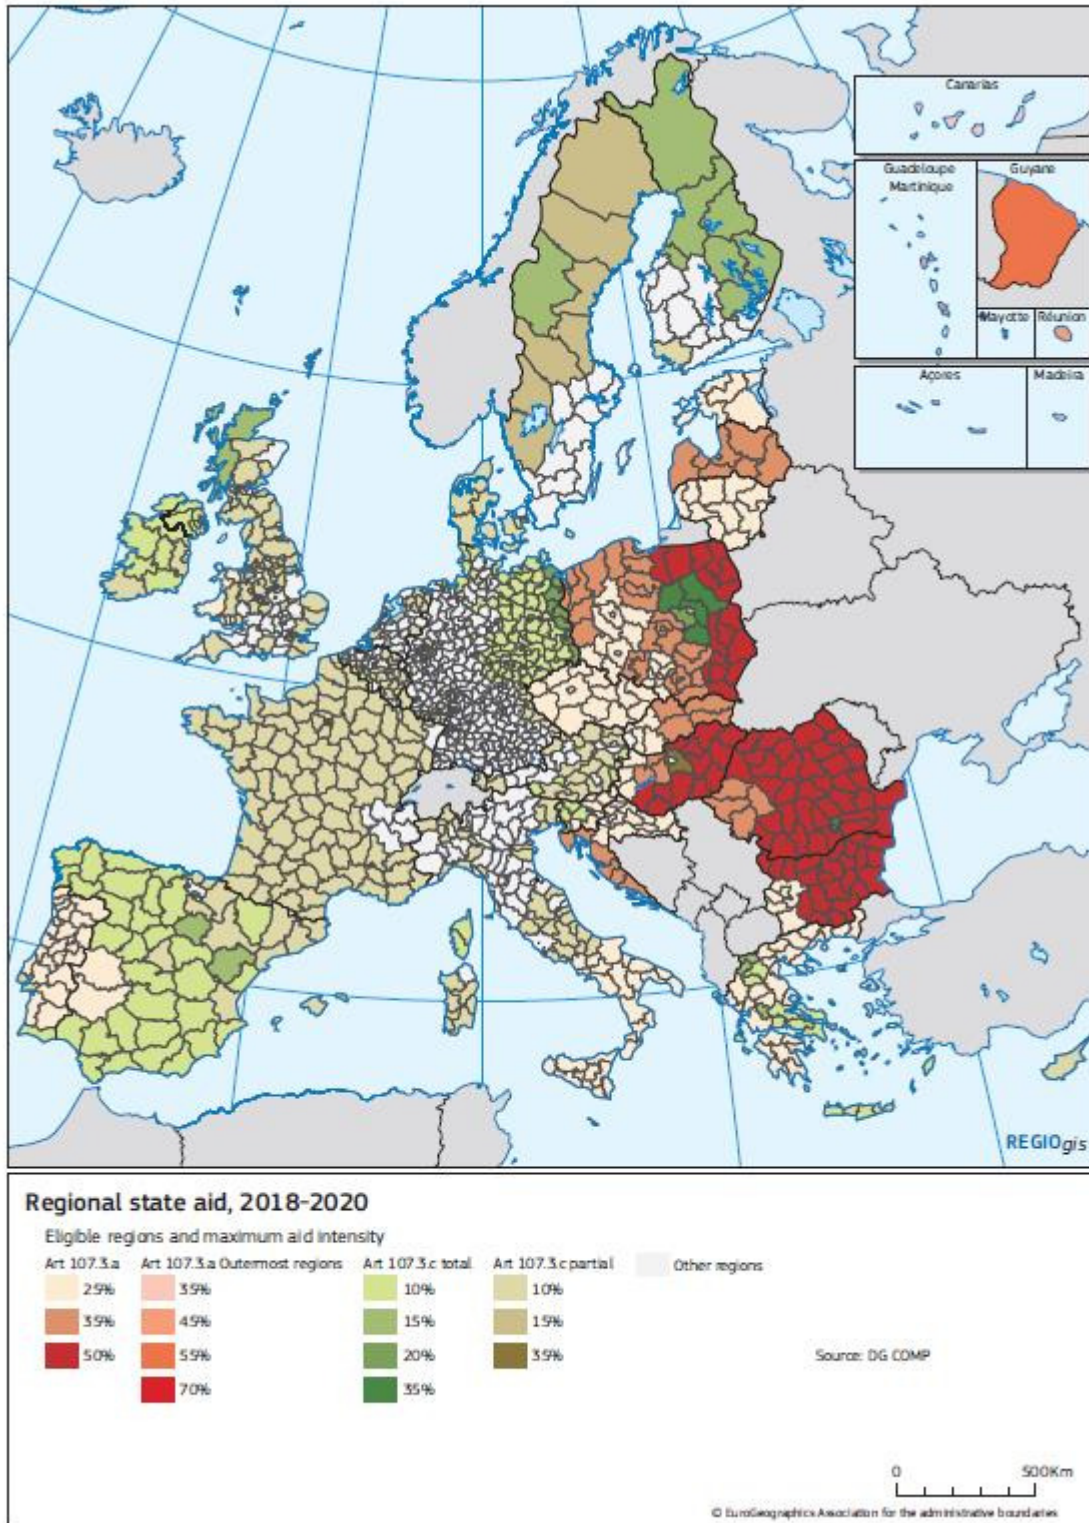 Canarias
Guadeloupe
Martinique
Guyane
Mayotte
Réunion
Açores
Madeira
REGIOgis
Regional state aid, 2018-2020
Eligible regions and maximum aid intensity
Art 107.3.a
25%
35%
50%
Art 107.3.a Outermost regions
35%
45%
55%
70%
Art 107.3.c total
10%
15%
20%
35%
Art 107.3.c partial
10%
15%
35%
Other regions
Source: DG COMP
0 500Km
© EuroGeographics Association for the administrative boundaries